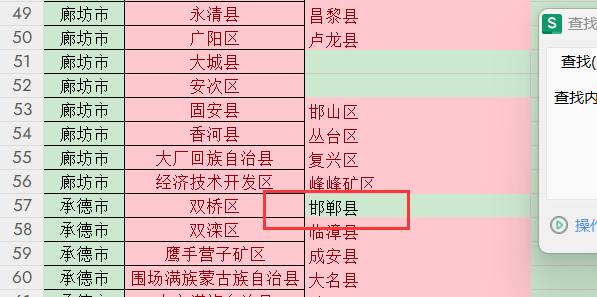 49 廊坊市 永清县 昌黎县
50 廊坊市 广阳区 卢龙县
51 廊坊市 大城县
52 廊坊市 安次区
53 廊坊市 固安县 邯山区
54 廊坊市 香河县 丛台区
55 廊坊市 大厂回族自治县 复兴区
56 廊坊市 经济技术开发区 峰峰矿区
57 承德市 双桥区 邯郸县
58 承德市 双滦区 临漳县
59 承德市 鹰手营子矿区 成安县
60 承德市 围场满族蒙古族自治县 大名县
S 查找
查找(
查找内
操作